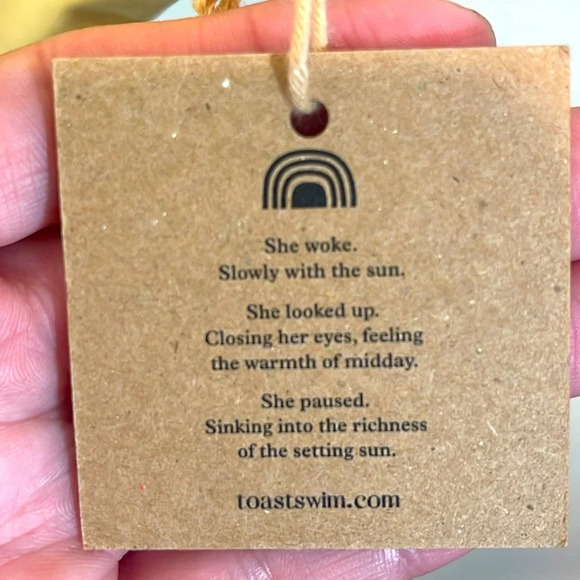 She woke.
Slowly with the sun.
She looked up.
Closing her eyes, feeling
the warmth of midday.
She paused.
Sinking into the richness
of the setting sun.
toastswim.com